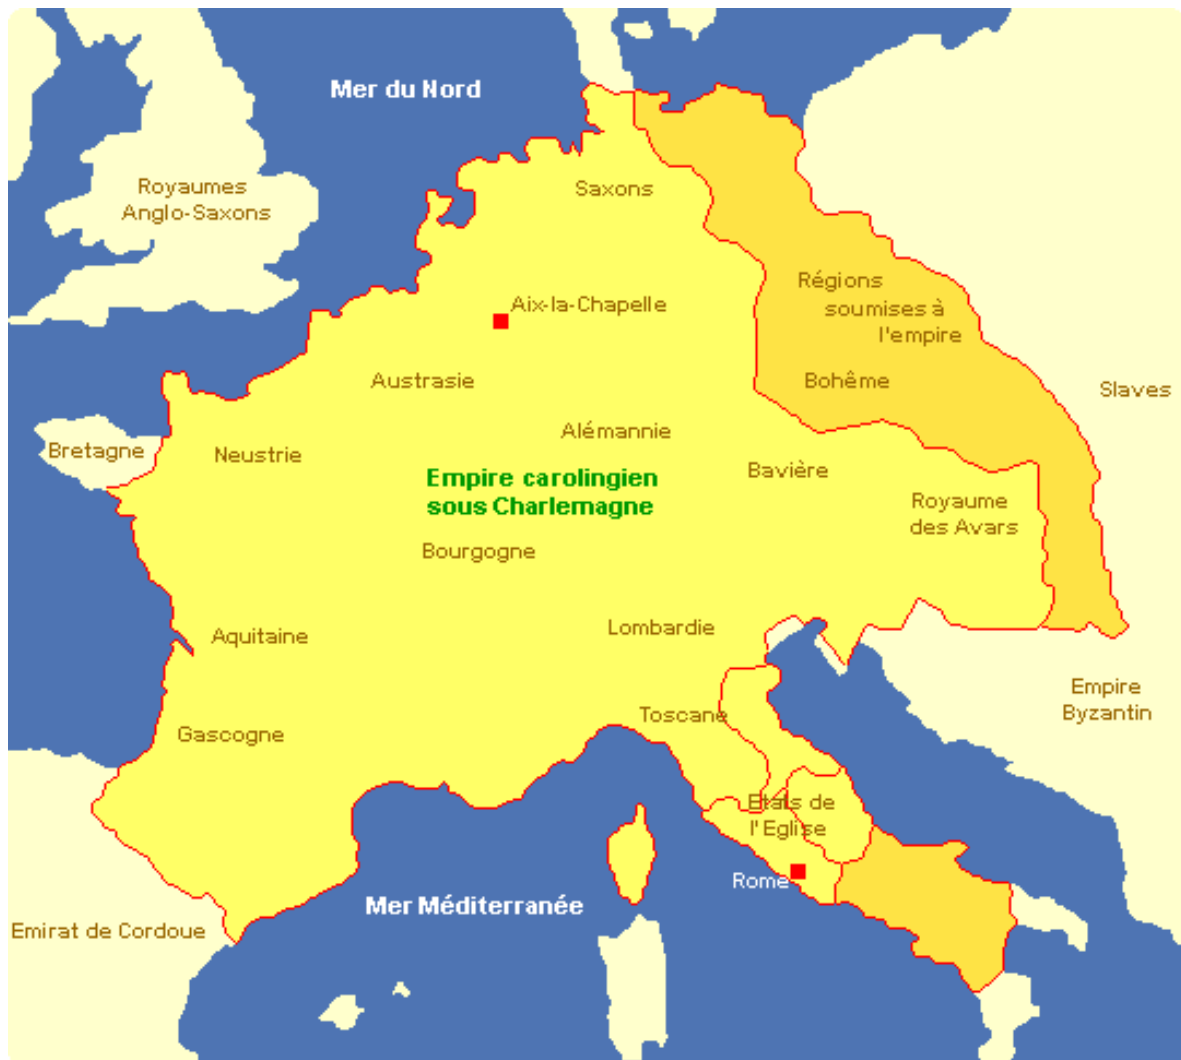 Mer du Nord
Royaumes
Anglo-Saxons
Saxons
Régions
soumises à
l'empire
Aix-la-Chapelle
Austrasie
Bohême
Slaves
Alémannie
Bretagne
Neustrie
Bavière
Empire carolingien
sous Charlemagne
Royaume
des Avars
Bourgogne
Aquitaine
Lombardie
Empire
Byzantin
Toscane
Gascogne
Etats de
l'Eglise
Rome
Mer Méditerranée
Emirat de Cordoue